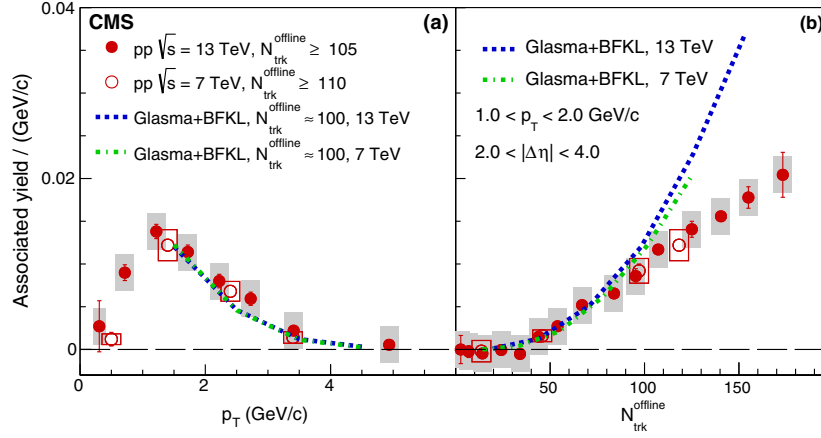 CMS
(a)
pp √s = 13 TeV, N_trk^offline ≥ 105
pp √s = 7 TeV, N_trk^offline ≥ 110
Glasma+BFKL, N_trk^offline ≈ 100, 13 TeV
Glasma+BFKL, N_trk^offline ≈ 100, 7 TeV
(b)
Glasma+BFKL, 13 TeV
Glasma+BFKL, 7 TeV
1.0 < p_T < 2.0 GeV/c
2.0 < |Δη| < 4.0
Associated yield / (GeV/c)
0.04
0.02
0
0 2 4
p_T (GeV/c)
50 100 150
N_trk^offline